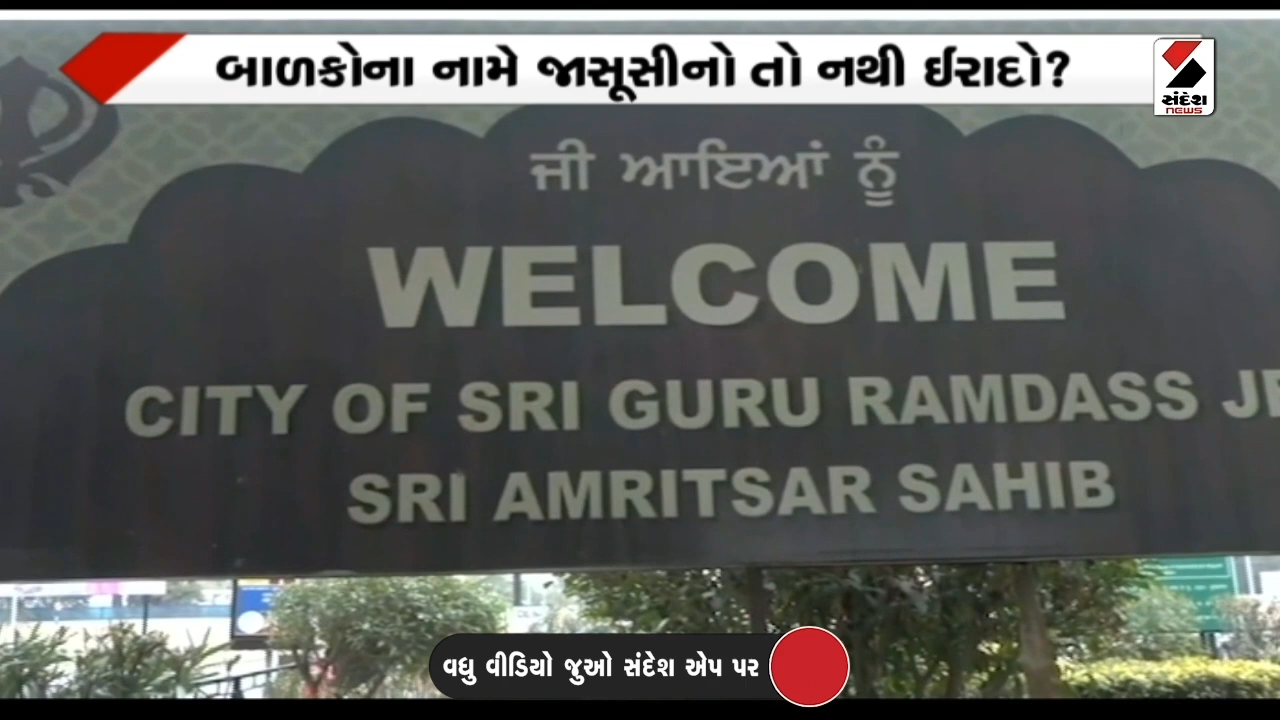 બાળકોના નામે જાસૂસીનો તો નથી ઈરાદો?
સંદેશ
NEWS
ਜੀ ਆਇਆਂ ਨੂੰ
WELCOME
CITY OF SRI GURU RAMDASS
SRI AMRITSAR SAHIB
વધુ વીડિયો જુઓ સંદેશ એપ પર